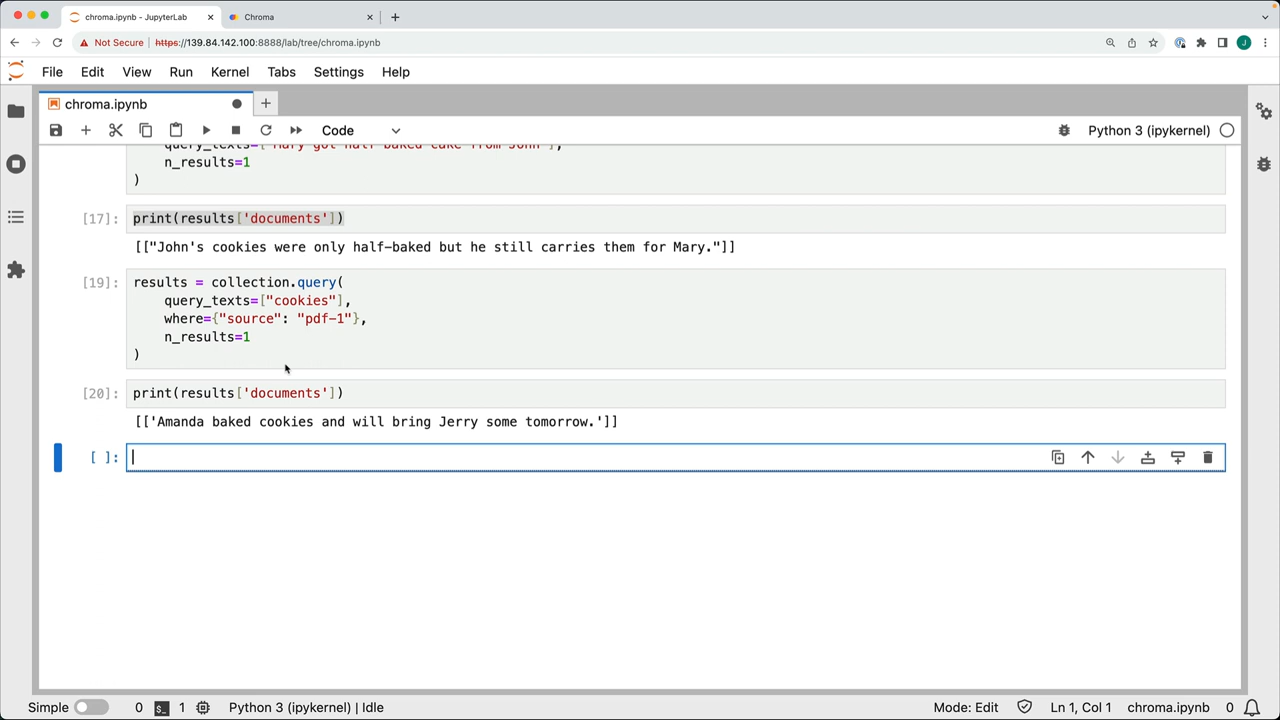 chroma.ipynb - JupyterLab
Chroma
Not Secure
https://139.84.142.100:8888/lab/tree/chroma.ipynb
J
File Edit View Run Kernel Tabs Settings Help
chroma.ipynb
Code
Python 3 (ipykernel)
query_texts=["Mary got half-baked cake from John"],
n_results=1
)
[17]: print(results['documents'])
[["John's cookies were only half-baked but he still carries them for Mary."]]
[19]: results = collection.query(
query_texts=["cookies"],
where={"source": "pdf-1"},
n_results=1
)
[20]: print(results['documents'])
[['Amanda baked cookies and will bring Jerry some tomorrow.']]
[ ]:
Simple 0 $_ 1 Python 3 (ipykernel) | Idle Mode: Edit Ln 1, Col 1 chroma.ipynb 0